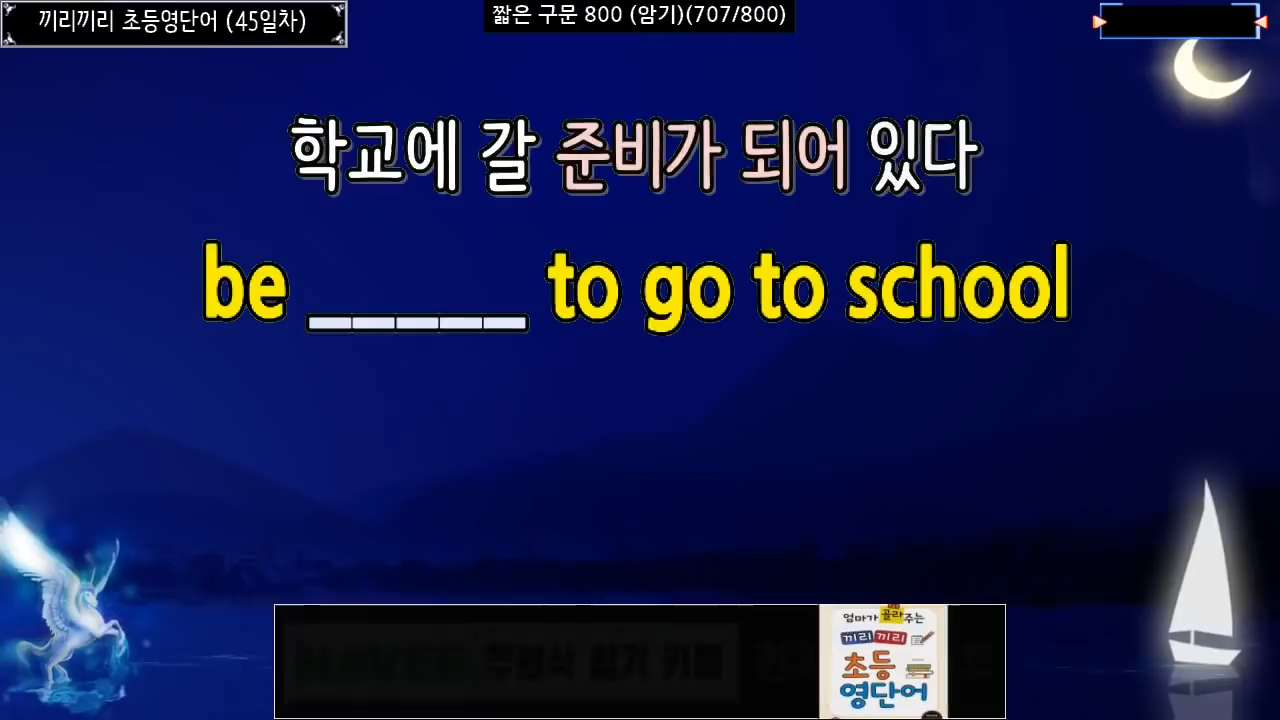 끼리끼리 초등영단어 (45일차)
짧은 구문 800 (암기)(707/800)
학교에 갈 준비가 되어 있다
be _____ to go to school
엄마가 골라주는
끼리끼리
초등
영단어